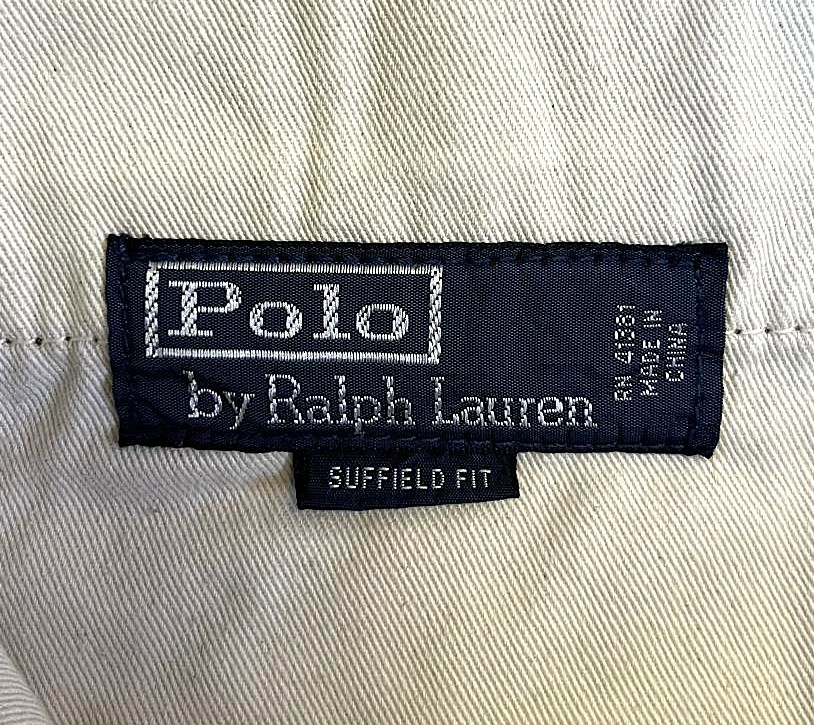 Polo
by Ralph Lauren
RN 41381
MADE IN
CHINA
SUFFIELD FIT